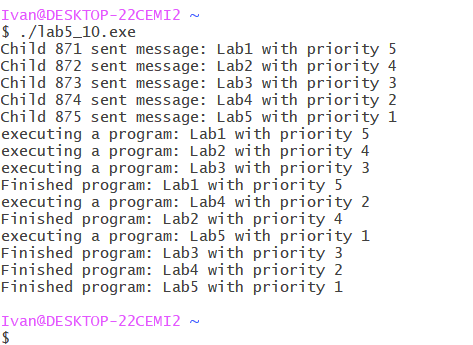 Ivan@DESKTOP-22CEMI2 ~
$ ./lab5_10.exe
Child 871 sent message: Lab1 with priority 5
Child 872 sent message: Lab2 with priority 4
Child 873 sent message: Lab3 with priority 3
Child 874 sent message: Lab4 with priority 2
Child 875 sent message: Lab5 with priority 1
executing a program: Lab1 with priority 5
executing a program: Lab2 with priority 4
executing a program: Lab3 with priority 3
Finished program: Lab1 with priority 5
executing a program: Lab4 with priority 2
Finished program: Lab2 with priority 4
executing a program: Lab5 with priority 1
Finished program: Lab3 with priority 3
Finished program: Lab4 with priority 2
Finished program: Lab5 with priority 1
Ivan@DESKTOP-22CEMI2 ~
$